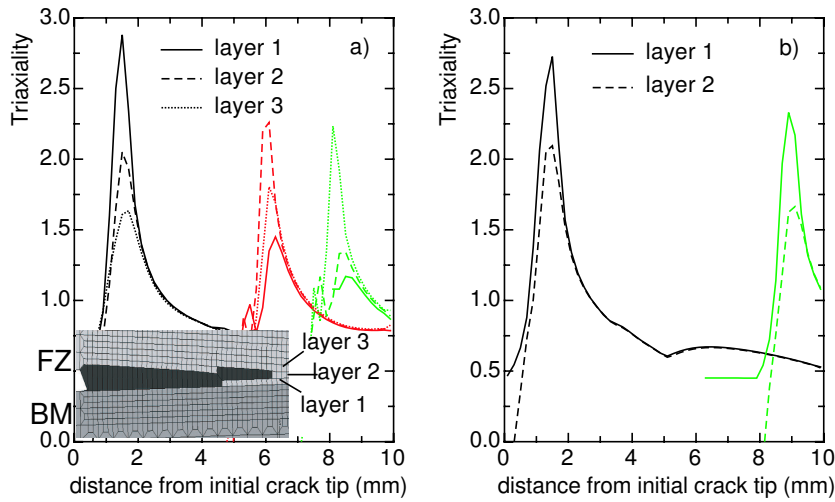 3.0
2.5
2.0
1.5
1.0
0.5
0.0
Triaxiality
layer 1
layer 2
layer 3
a)
FZ
BM
layer 3
layer 2
layer 1
0 2 4 6 8 10
distance from initial crack tip (mm)
3.0
2.5
2.0
1.5
1.0
0.5
0.0
Triaxiality
layer 1
layer 2
b)
0 2 4 6 8 10
distance from initial crack tip (mm)